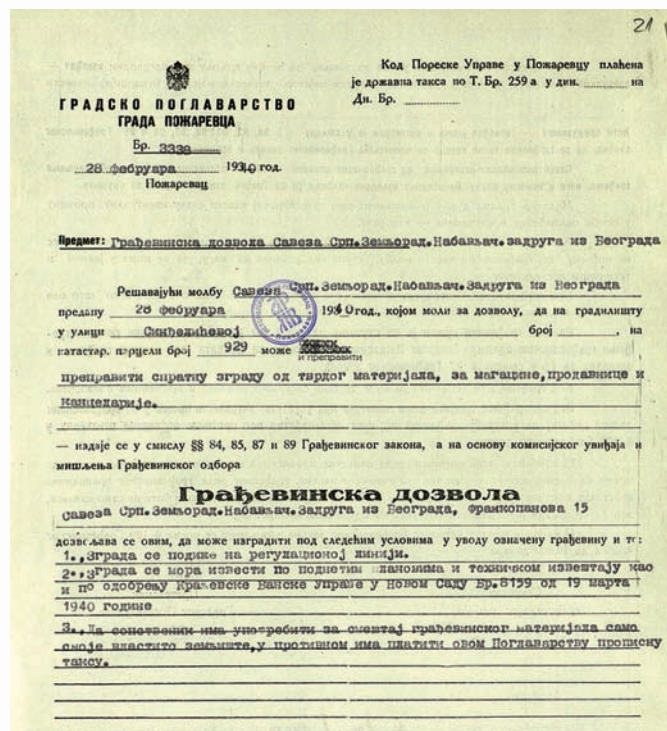 21
Код Пореске Управе у Пожаревцу плаћена
је државна такса по Т. Бр. 259 а у дин. ......... на
Дн. Бр. ............
ГРАДСКО ПОГЛАВАРСТВО
ГРАДА ПОЖАРЕВЦА
Бр. 3338
28 фебруара 1940 год.
Пожаревац
Предмет: Грађевинска дозвола Савеза Срп.Земљорад.Набављач.задруга из Београда
Решавајући молбу Савеза Срп.Земљорад.Набављач.Задруга из Београда
предану 28 фебруара 1940 год., којом моли за дозволу, да на градилишту
у улици Синђелићевој број , на
катастар. парцели број 929 може
и преправити
преправити спратну зграду од тврдог материјала, за магацине,продавнице и
канцеларије.
— издаје се у смислу §§ 84, 85, 87 и 89 Грађевинског закона, а на основу комисијског увиђаја и
мишљења Грађевинског одбора
Грађевинска дозвола
Савеза Срп.Земљорад.Набављач.Задруга из Београда, Франкопанова 15
дозвољава се овим, да може изградити под следећим условима у уводу означену грађевину и то:
1., Зграда се подиже на регулационој линији.
2., Зграда се мора извести по поднетим плановима и техничком извештају као
и по одобрењу Краљевске Банске Управе у Новом Саду Бр.8159 од 19 марта
1940 године
3., Да сопственик има употребити за смештај грађевинског материјала само
своје властито земљиште,у противном има платити овом Поглаварству прописну
таксу.